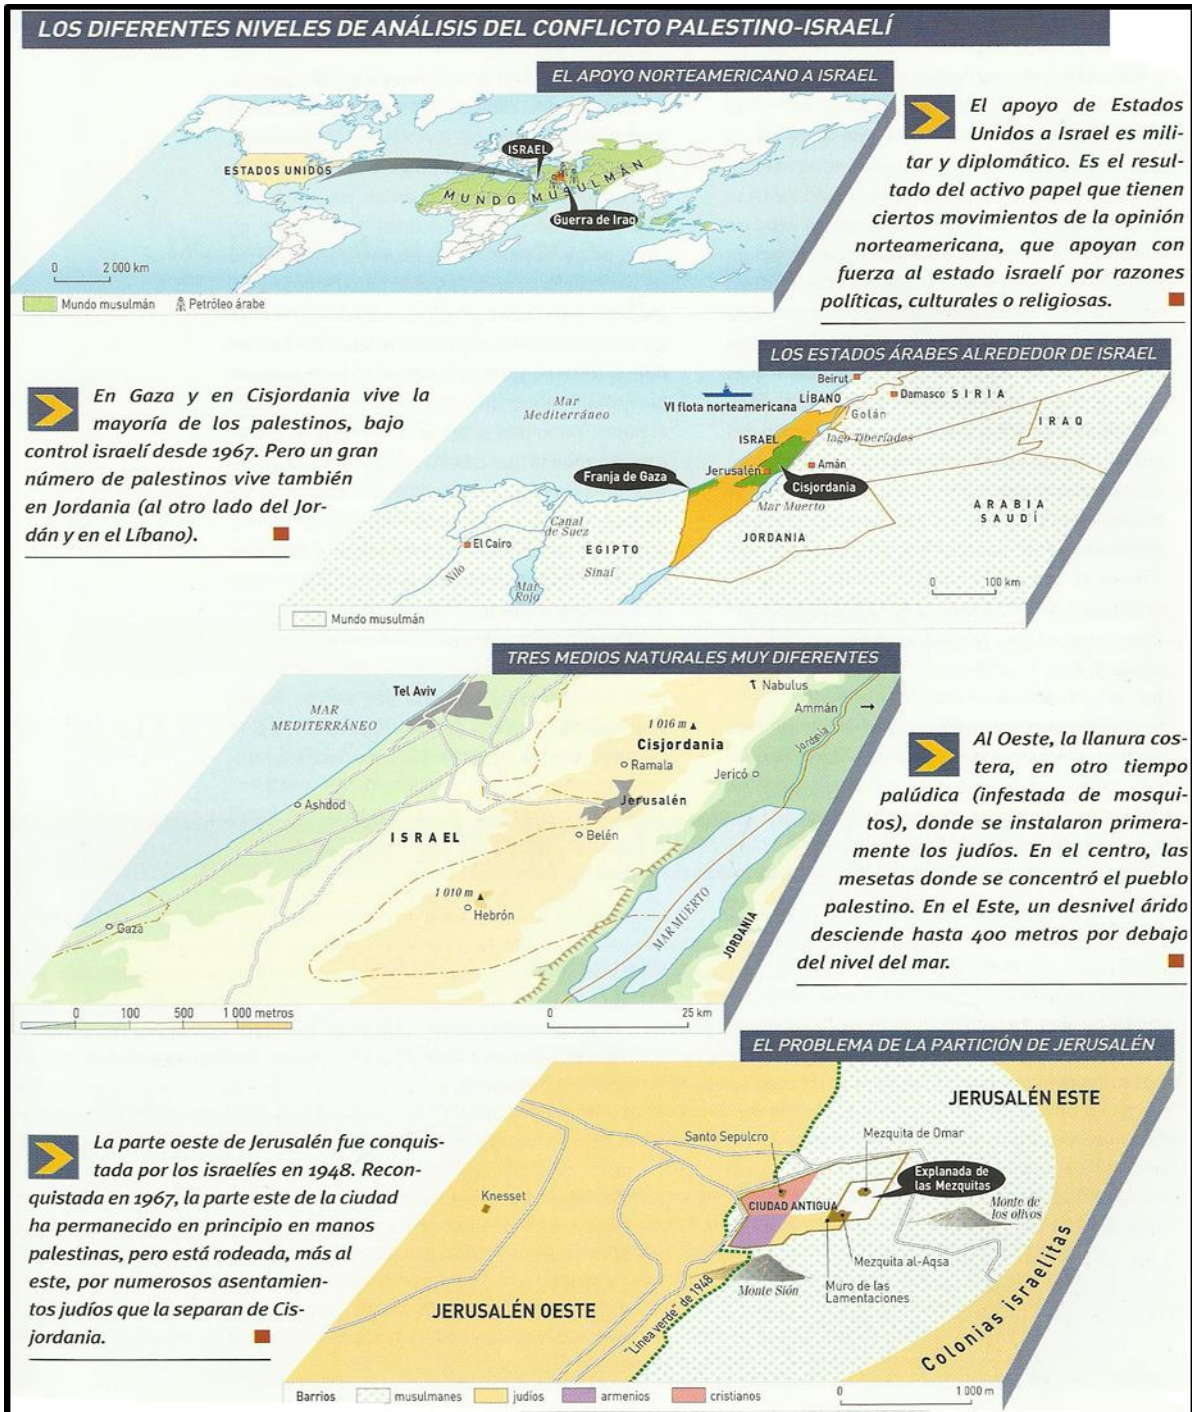 LOS DIFERENTES NIVELES DE ANÁLISIS DEL CONFLICTO PALESTINO-ISRAELÍ
EL APOYO NORTEAMERICANO A ISRAEL
ESTADOS UNIDOS
ISRAEL
MUNDO MUSULMÁN
Guerra de Iraq
0 2 000 km
Mundo musulmán
Petróleo árabe
El apoyo de Estados
Unidos a Israel es mili-
tar y diplomático. Es el resul-
tado del activo papel que tienen
ciertos movimientos de la opinión
norteamericana, que apoyan con
fuerza al estado israelí por razones
políticas, culturales o religiosas.
LOS ESTADOS ÁRABES ALREDEDOR DE ISRAEL
En Gaza y en Cisjordania vive la
mayoría de los palestinos, bajo
control israelí desde 1967. Pero un gran
número de palestinos vive también
en Jordania (al otro lado del Jor-
dán y en el Líbano).
Mar
Mediterráneo
VI flota norteamericana
Beirut
LÍBANO
Damasco
SIRIA
Golán
IRAQ
ISRAEL
lago Tiberíades
Jerusalén
Amán
Franja de Gaza
Cisjordania
Mar Muerto
ARABIA
SAUDÍ
Canal
de Suez
JORDANIA
El Cairo
EGIPTO
Nilo
Sinaí
Mar
Rojo
0 100 km
Mundo musulmán
TRES MEDIOS NATURALES MUY DIFERENTES
Tel Aviv
Nabulus
MAR
MEDITERRÁNEO
Ammán
1 016 m
Cisjordania
Jordania
Ramala
Jericó
Ashdod
Jerusalén
ISRAEL
Belén
1 010 m
Hebrón
Gaza
MAR MUERTO
JORDANIA
0 100 500 1 000 metros
0 25 km
Al Oeste, la llanura cos-
tera, en otro tiempo
palúdica (infestada de mosqui-
tos), donde se instalaron primera-
mente los judíos. En el centro, las
mesetas donde se concentró el pueblo
palestino. En el Este, un desnivel árido
desciende hasta 400 metros por debajo
del nivel del mar.
EL PROBLEMA DE LA PARTICIÓN DE JERUSALÉN
La parte oeste de Jerusalén fue conquis-
tada por los israelíes en 1948. Recon-
quistada en 1967, la parte este de la ciudad
ha permanecido en principio en manos
palestinas, pero está rodeada, más al
este, por numerosos asentamien-
tos judíos que la separan de Cis-
jordania.
JERUSALÉN ESTE
Santo Sepulcro
Mezquita de Omar
Explanada de
las Mezquitas
Knesset
CIUDAD ANTIGUA
Monte de
los olivos
Mezquita al-Aqsa
Muro de las
Lamentaciones
Monte Sión
JERUSALÉN OESTE
"Línea verde" de 1948
Colonias israelitas
Barrios
musulmanes
judíos
armenios
cristianos
0 1 000 m